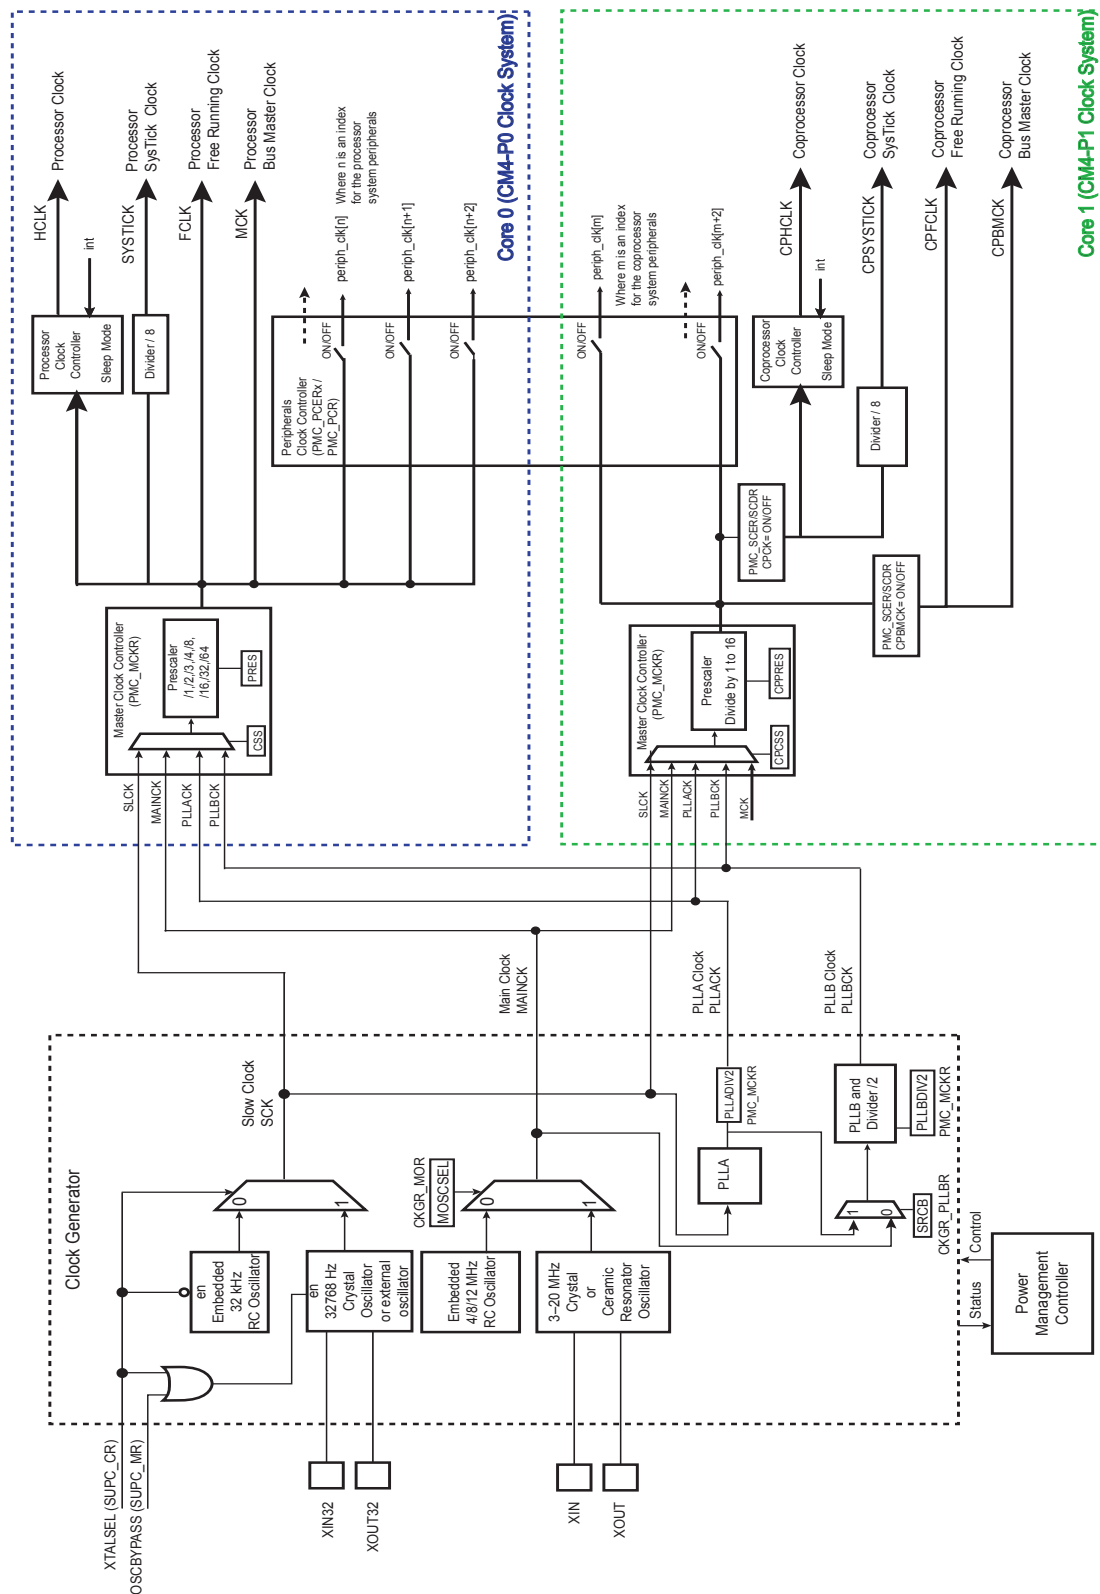 Processor Clock
Processor
SysTick Clock
Processor
Free Running Clock
Processor
Bus Master Clock
HCLK
int
SYSTICK
FCLK
MCK
Processor
Clock
Controller
Sleep Mode
Divider / 8
Where n is an index
for the processor
system peripherals
periph_clk[n]
periph_clk[n+1]
periph_clk[n+2]
ON/OFF
ON/OFF
ON/OFF
Core 0 (CM4-P0 Clock System)
Peripherals
Clock Controller
(PMC_PCERx /
PMC_PCR)
Master Clock Controller
(PMC_MCKR)
Prescaler
/1,/2,/3,/4,/8,
/16,/32,/64
PRES
CSS
SLCK
MAINCK
PLLACK
PLLBCK
Coprocessor Clock
Coprocessor
SysTick Clock
Coprocessor
Free Running Clock
Coprocessor
Bus Master Clock
CPHCLK
int
CPSYSTICK
CPFCLK
CPBMCK
Core 1 (CM4-P1 Clock System)
periph_clk[m]
Where m is an index
for the coprocessor
system peripherals
periph_clk[m+2]
ON/OFF
ON/OFF
Coprocessor
Clock
Controller
Sleep Mode
Divider / 8
PMC_SCER/SCDR
CPCK= ON/OFF
PMC_SCER/SCDR
CPBMCK= ON/OFF
Master Clock Controller
(PMC_MCKR)
Prescaler
Divide by 1 to 16
CPPRES
CPCSS
SLCK
MAINCK
PLLACK
PLLBCK
MCK
Clock Generator
Slow Clock
SCK
Main Clock
MAINCK
PLLA Clock
PLLACK
PLLB Clock
PLLBCK
PLLADIV2
PMC_MCKR
PLLB and
Divider /2
PLLBDIV2
PMC_MCKR
PLLA
0
1
CKGR_MOR
MOSCSEL
0
1
1
0
SRCB
CKGR_PLLBR
en
Embedded
32 kHz
RC Oscillator
en
32768 Hz
Crystal
Oscillator
or external
oscillator
Embedded
4/8/12 MHz
RC Oscillator
3–20 MHz
Crystal
or
Ceramic
Resonator
Oscillator
Status
Control
Power
Management
Controller
XTALSEL (SUPC_CR)
OSCBYPASS (SUPC_MR)
XIN32
XOUT32
XIN
XOUT